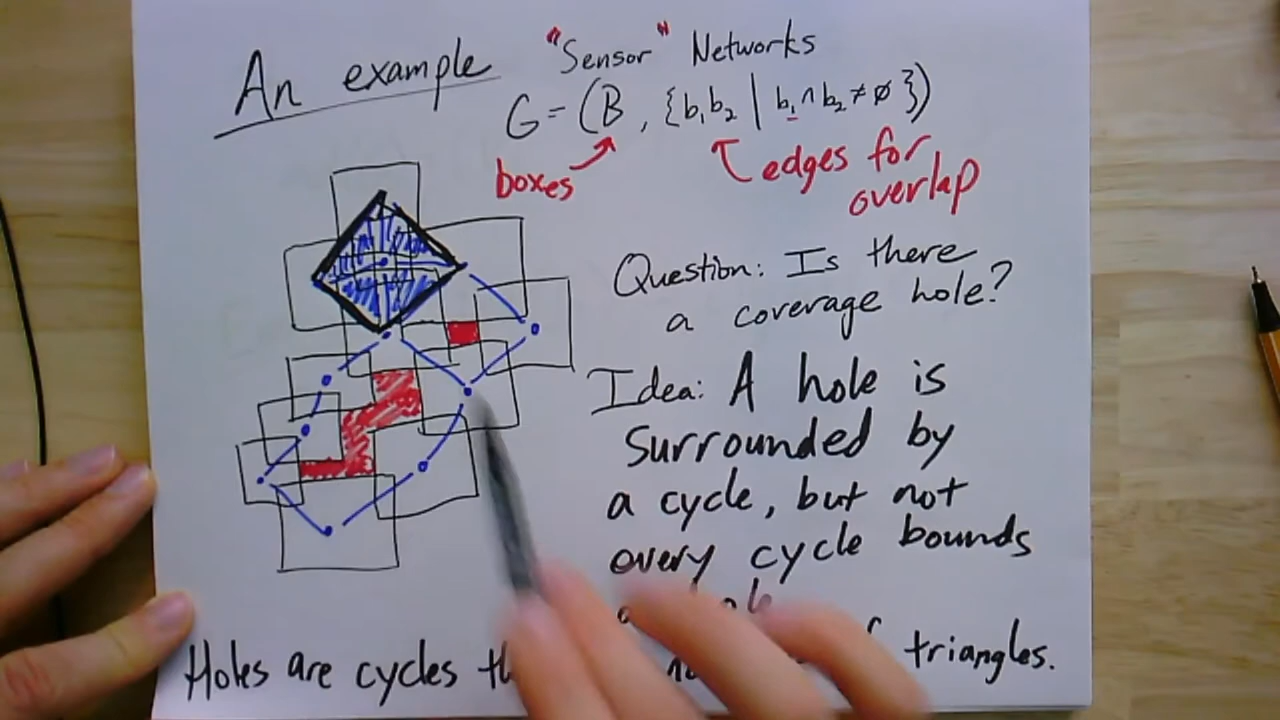 An example "Sensor" Networks
G = (B, {b₁b₂ | b₁ ∩ b₂ ≠ ∅})
boxes edges for
overlap
Question: Is there
a coverage hole?
Idea: A hole is
surrounded by
a cycle, but not
every cycle bounds
a
Holes are cycles triangles.